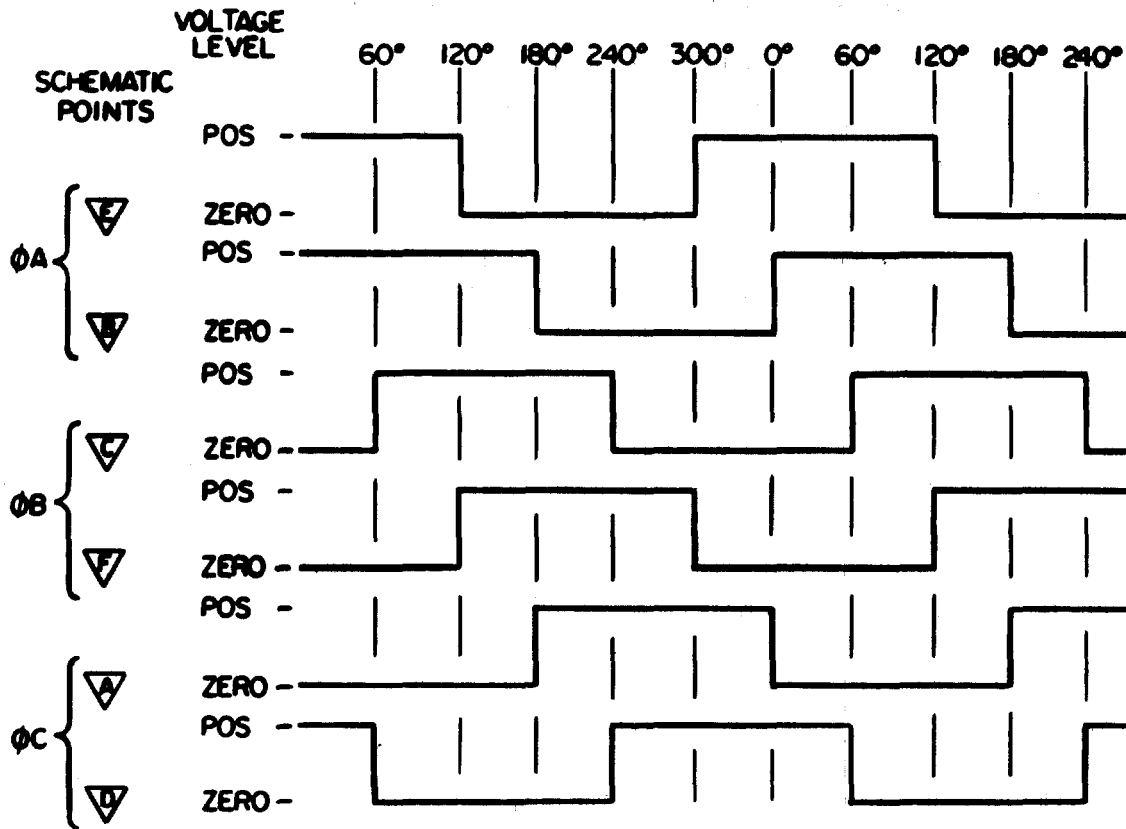 VOLTAGE
LEVEL
60° 120° 180° 240° 300° 0° 60° 120° 180° 240°
SCHEMATIC
POINTS
POS -
E ZERO -
ØA POS -
B ZERO -
POS -
C ZERO -
ØB POS -
F ZERO -
POS -
A ZERO -
ØC POS -
D ZERO -